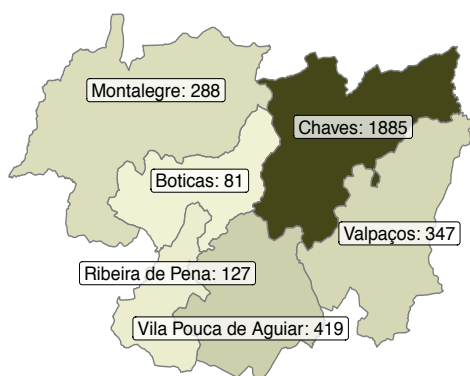 Montalegre: 288
Chaves: 1885
Boticas: 81
Valpaços: 347
Ribeira de Pena: 127
Vila Pouca de Aguiar: 419